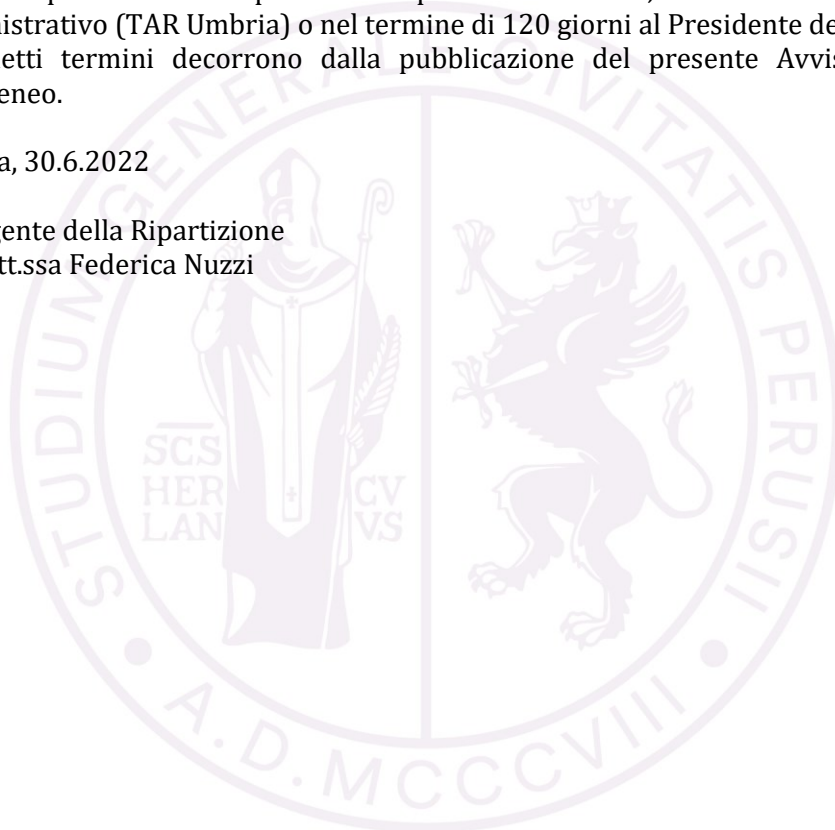 nistrativo (TAR Umbria) o nel termine di 120 giorni al Presidente de
etti termini decorrono dalla pubblicazione del presente Avvis
eneo.
a, 30.6.2022
gente della Ripartizione
tt.ssa Federica Nuzzi
STUDIUM GENERALE CIVITATIS PERUSII
SCS
HER
LAN
CV
VS
A.D. MCCCVIII